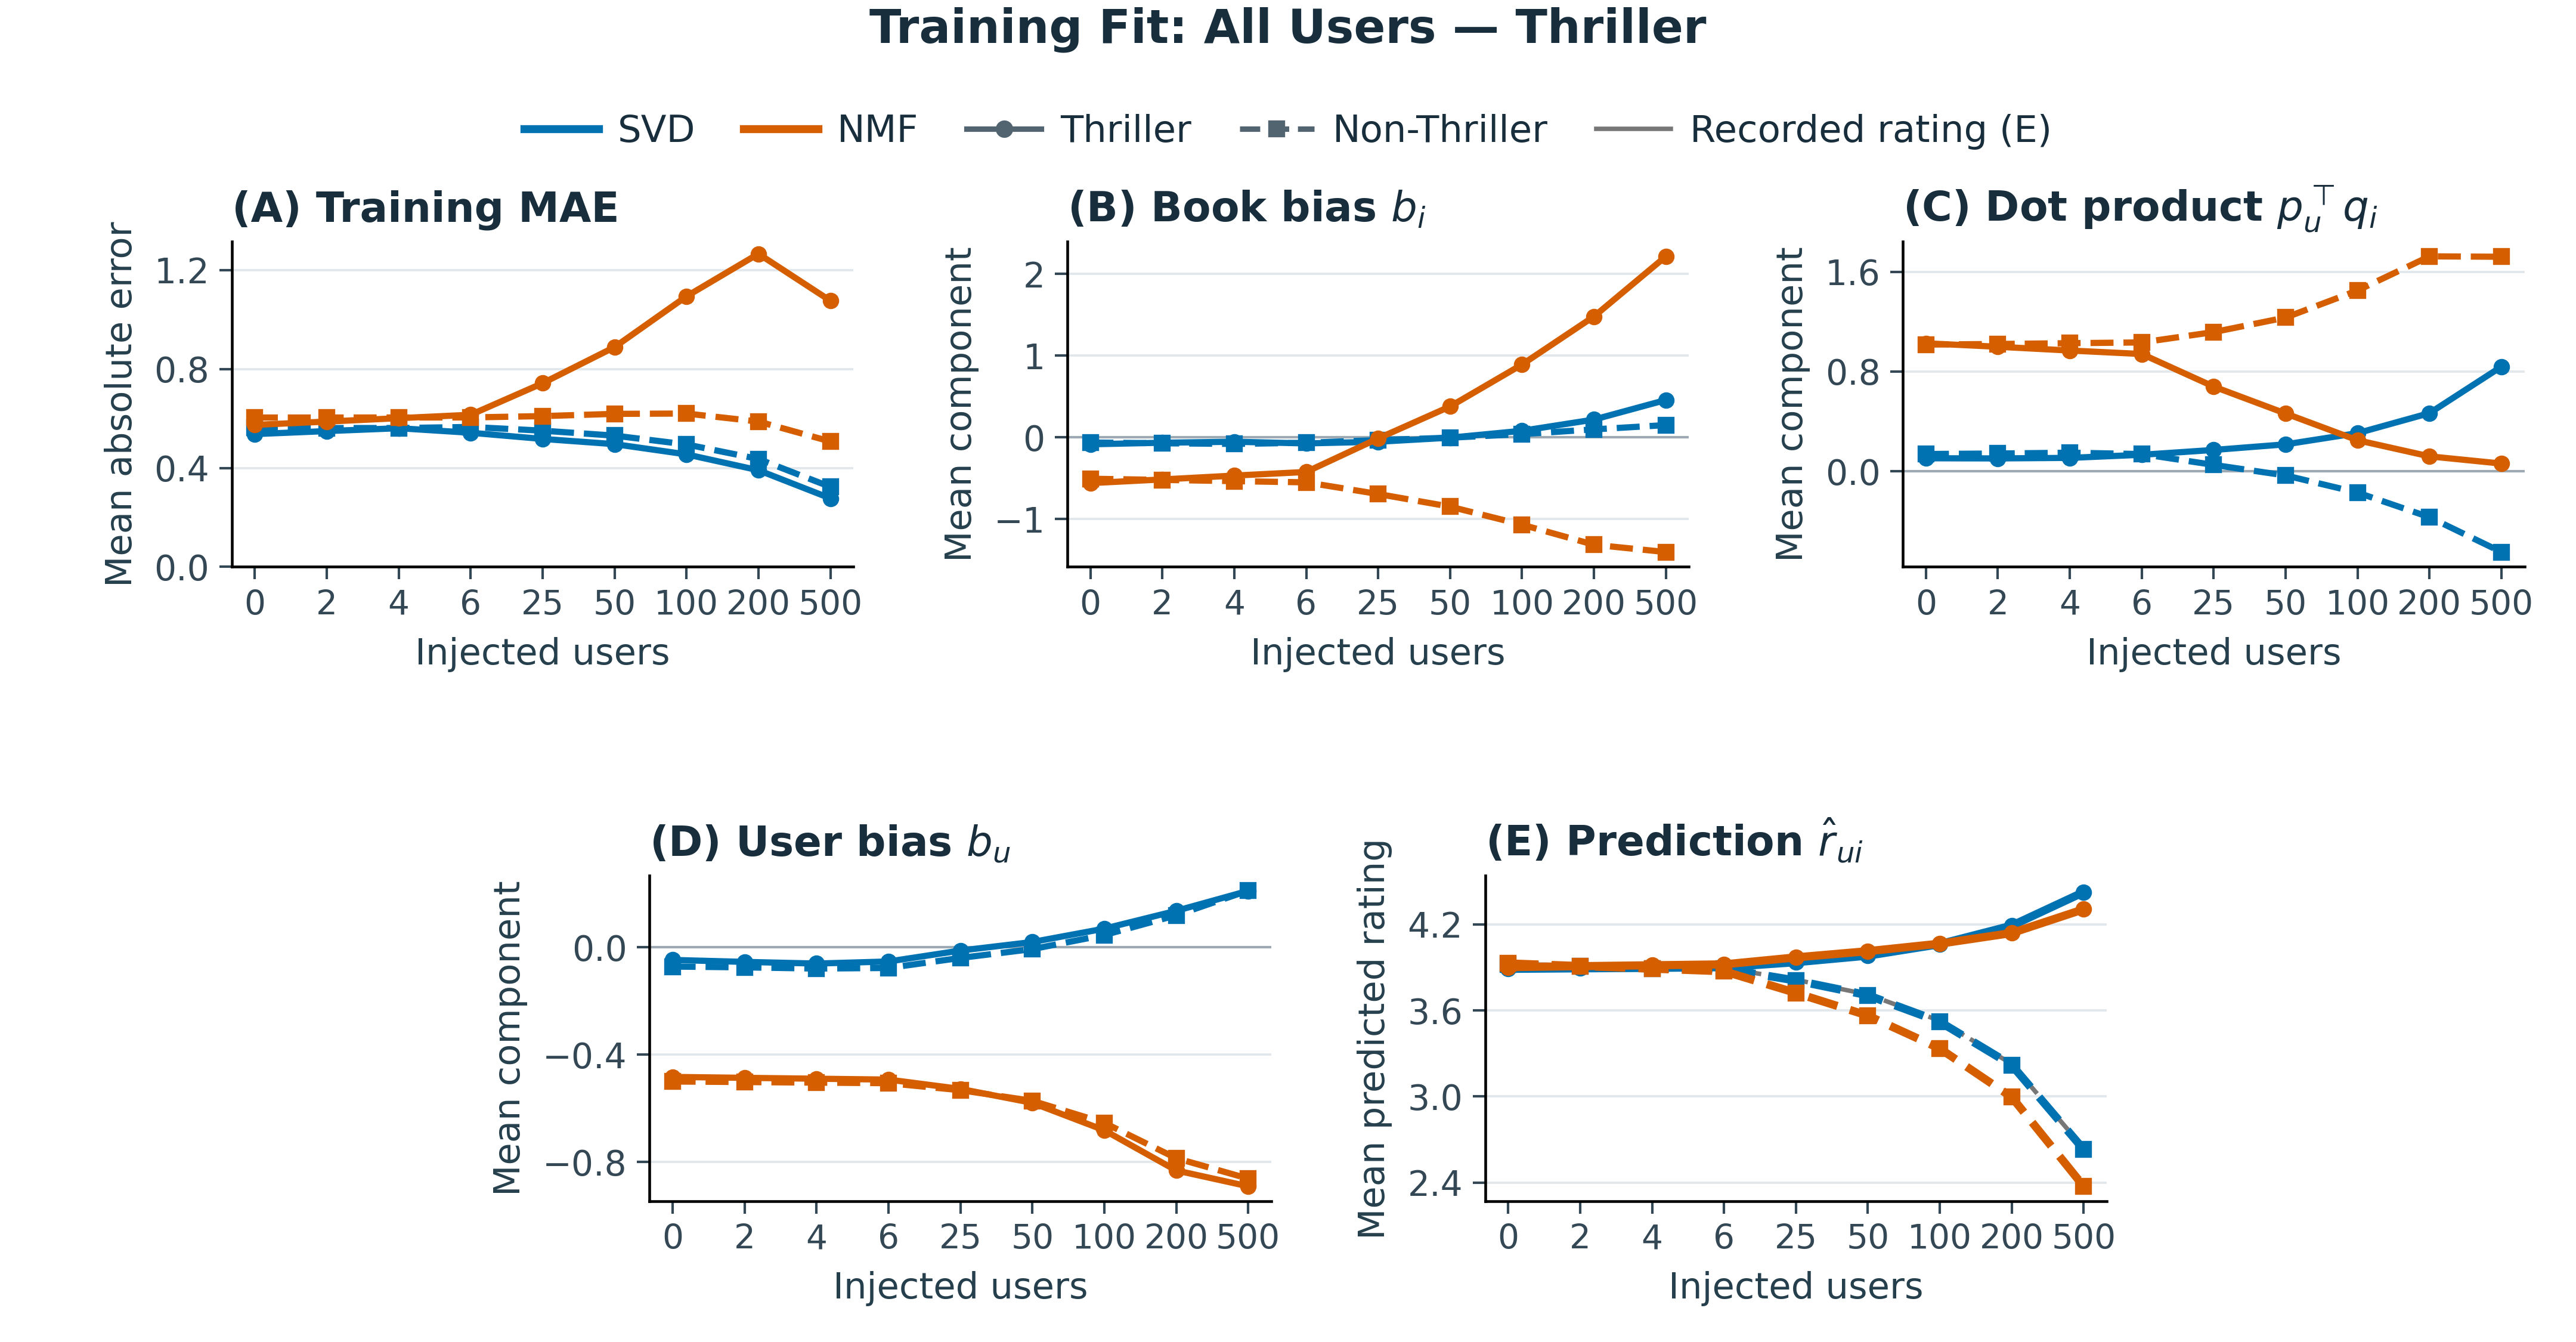 Training Fit: All Users — Thriller
SVD NMF Thriller Non-Thriller Recorded rating (E)
(A) Training MAE
Mean absolute error
1.2
0.8
0.4
0.0
0 2 4 6 25 50 100 200 500
Injected users
(B) Book bias b_i
Mean component
2
1
0
−1
0 2 4 6 25 50 100 200 500
Injected users
(C) Dot product p_u^⊤ q_i
Mean component
1.6
0.8
0.0
0 2 4 6 25 50 100 200 500
Injected users
(D) User bias b_u
Mean component
0.0
−0.4
−0.8
0 2 4 6 25 50 100 200 500
Injected users
(E) Prediction r̂_ui
Mean predicted rating
4.2
3.6
3.0
2.4
0 2 4 6 25 50 100 200 500
Injected users